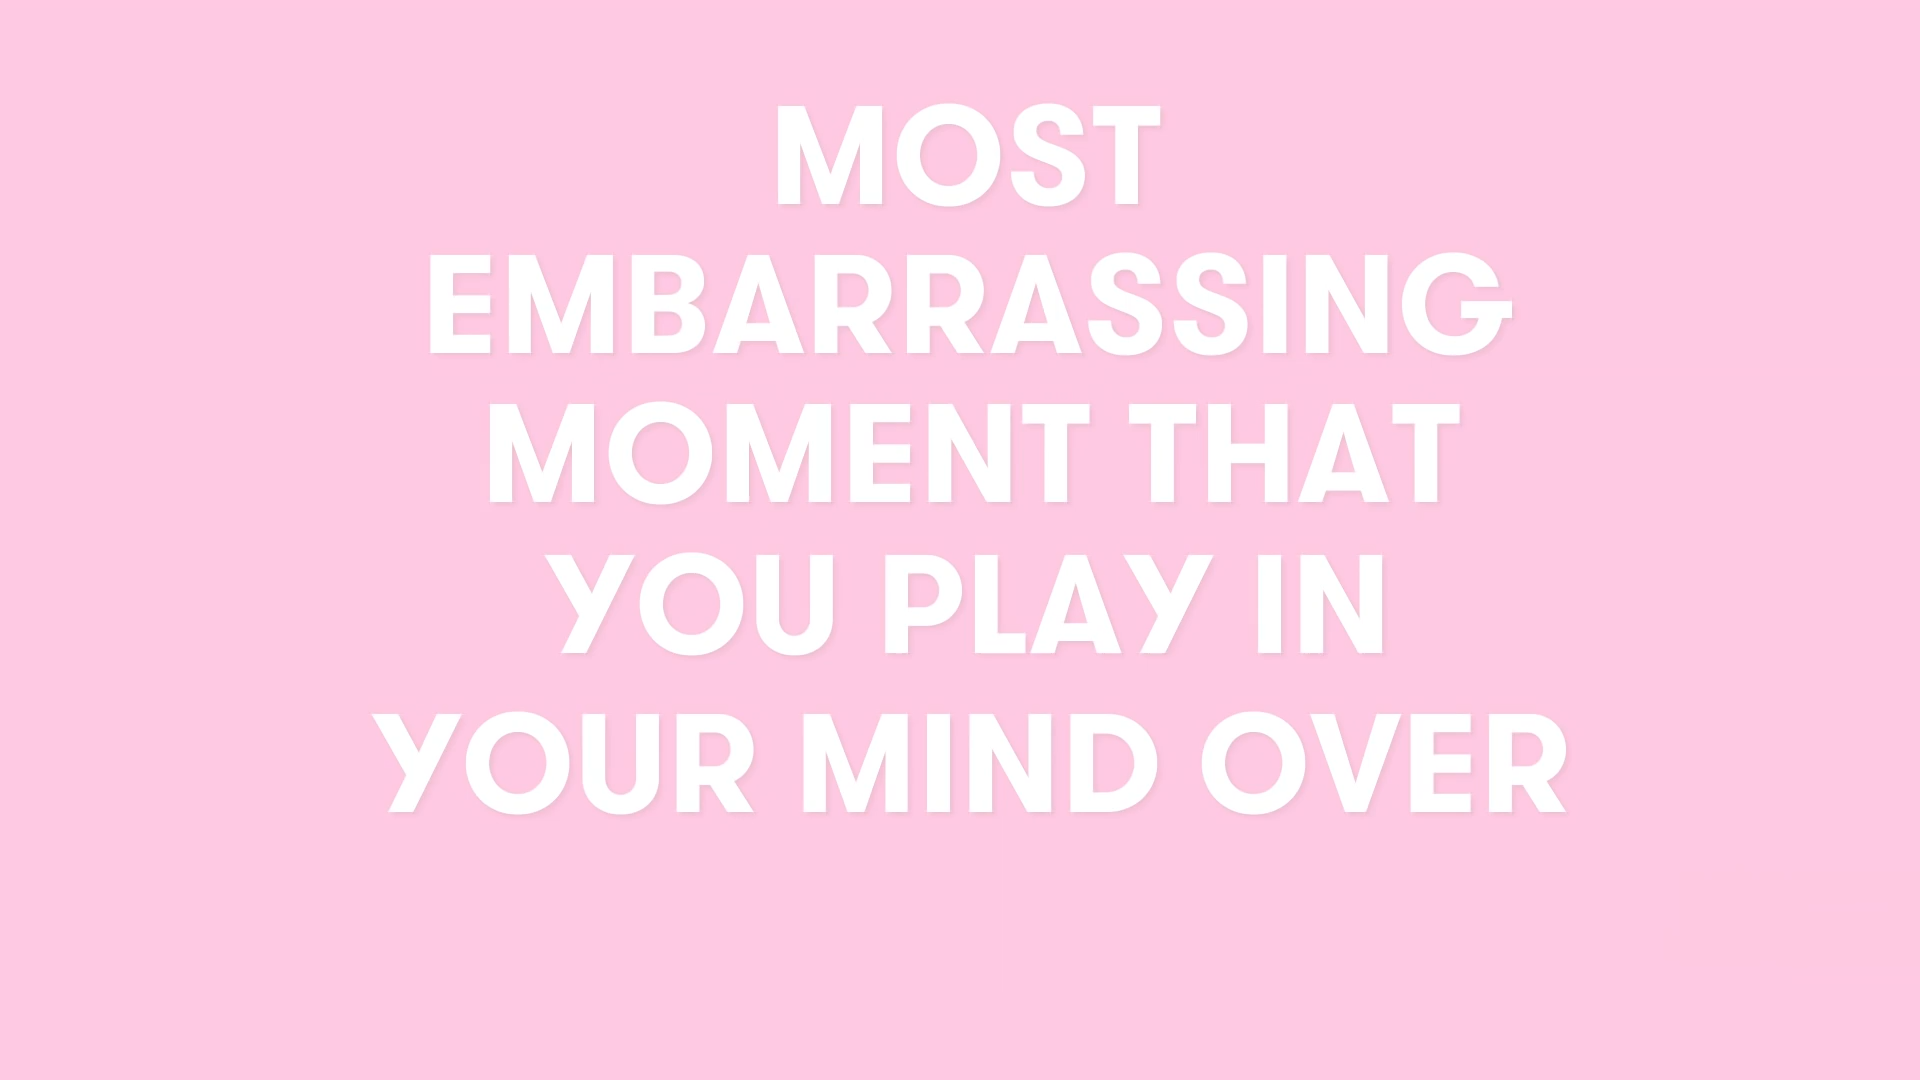 MOST
EMBARRASSING
MOMENT THAT
YOU PLAY IN
YOUR MIND OVER